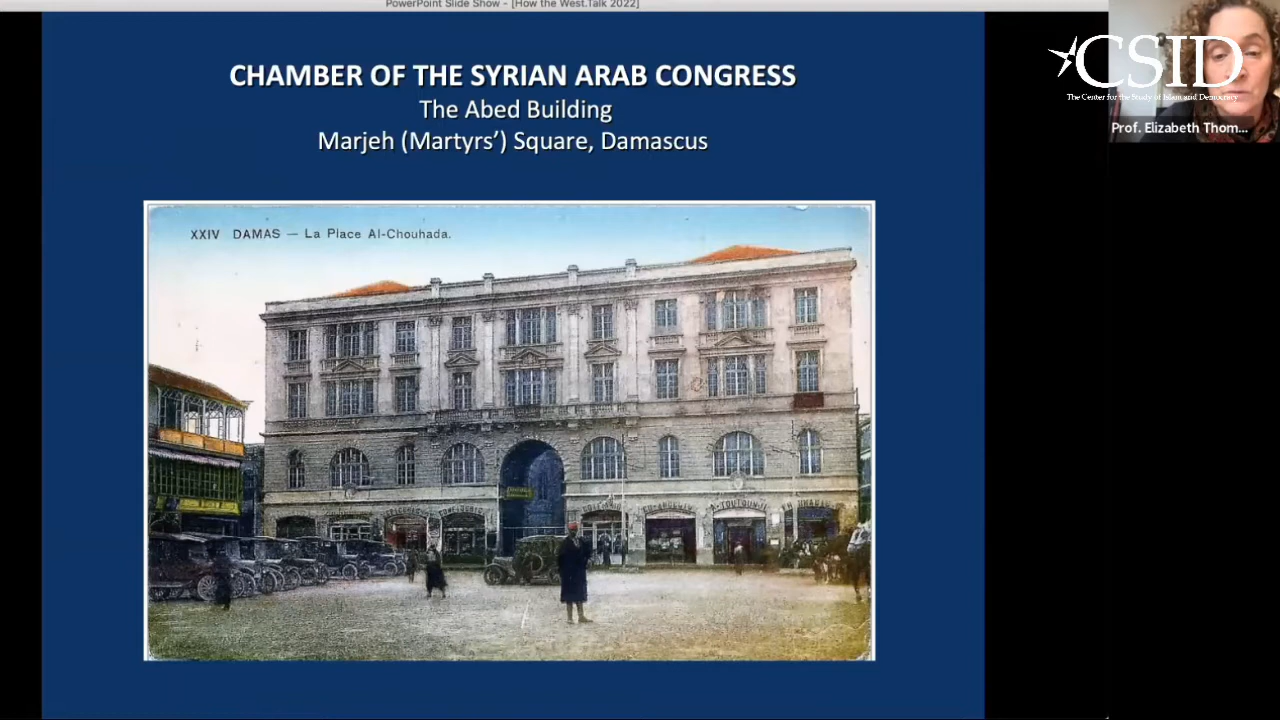 PowerPoint Slide Show - [How the West.Talk 2022]
CHAMBER OF THE SYRIAN ARAB CONGRESS
The Abed Building
Marjeh (Martyrs’) Square, Damascus
XXIV DAMAS — La Place Al-Chouhada.
CSID
The Center for the Study of Islam and Democracy
Prof. Elizabeth Thom...